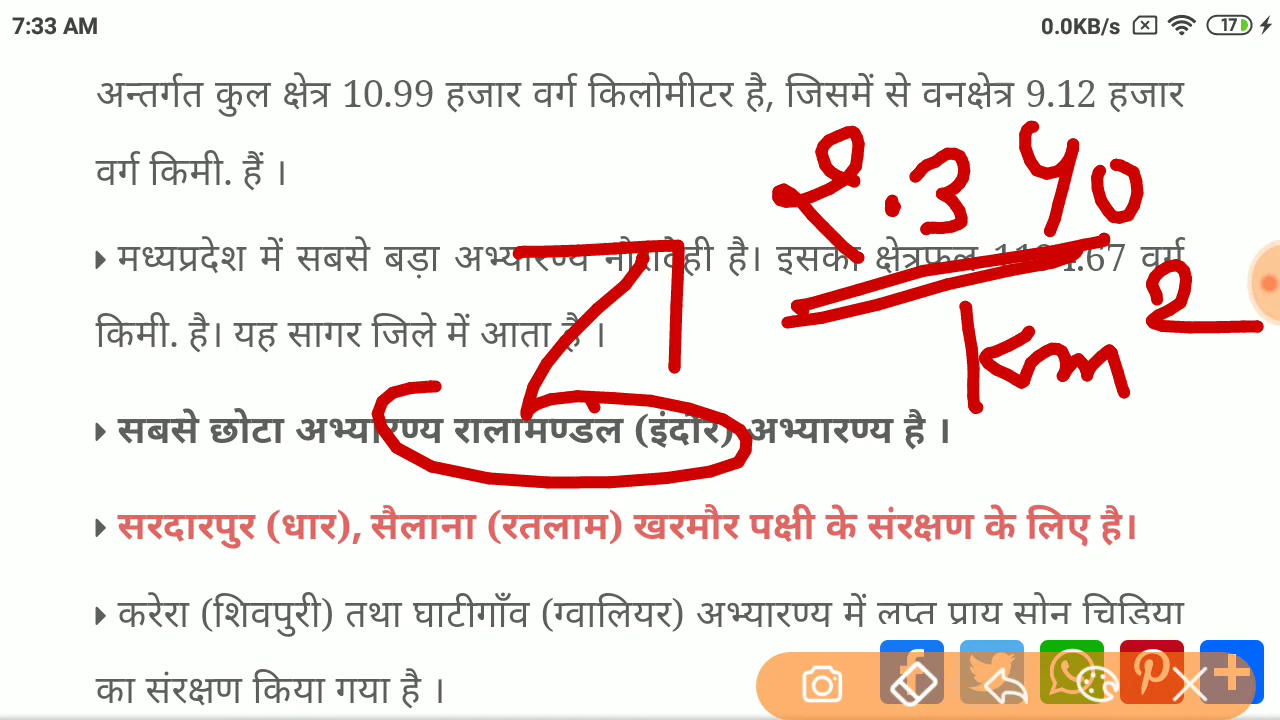 7:33 AM 0.0KB/s 17
अन्तर्गत कुल क्षेत्र 10.99 हजार वर्ग किलोमीटर है, जिसमें से वनक्षेत्र 9.12 हजार
वर्ग किमी. हैं ।
२.३५०
मध्यप्रदेश में सबसे बड़ा अभ्यारण्य नौरादेही है। इसका क्षेत्रफल वर्ग
किमी. है। यह सागर जिले में आता है ।
km 2
सबसे छोटा अभ्यारण्य रालामण्डल (इंदौर) अभ्यारण्य है ।
सरदारपुर (धार), सैलाना (रतलाम) खरमौर पक्षी के संरक्षण के लिए है।
करेरा (शिवपुरी) तथा घाटीगाँव (ग्वालियर) अभ्यारण्य में लुप्त प्राय सोन चिड़िया
का संरक्षण किया गया है ।